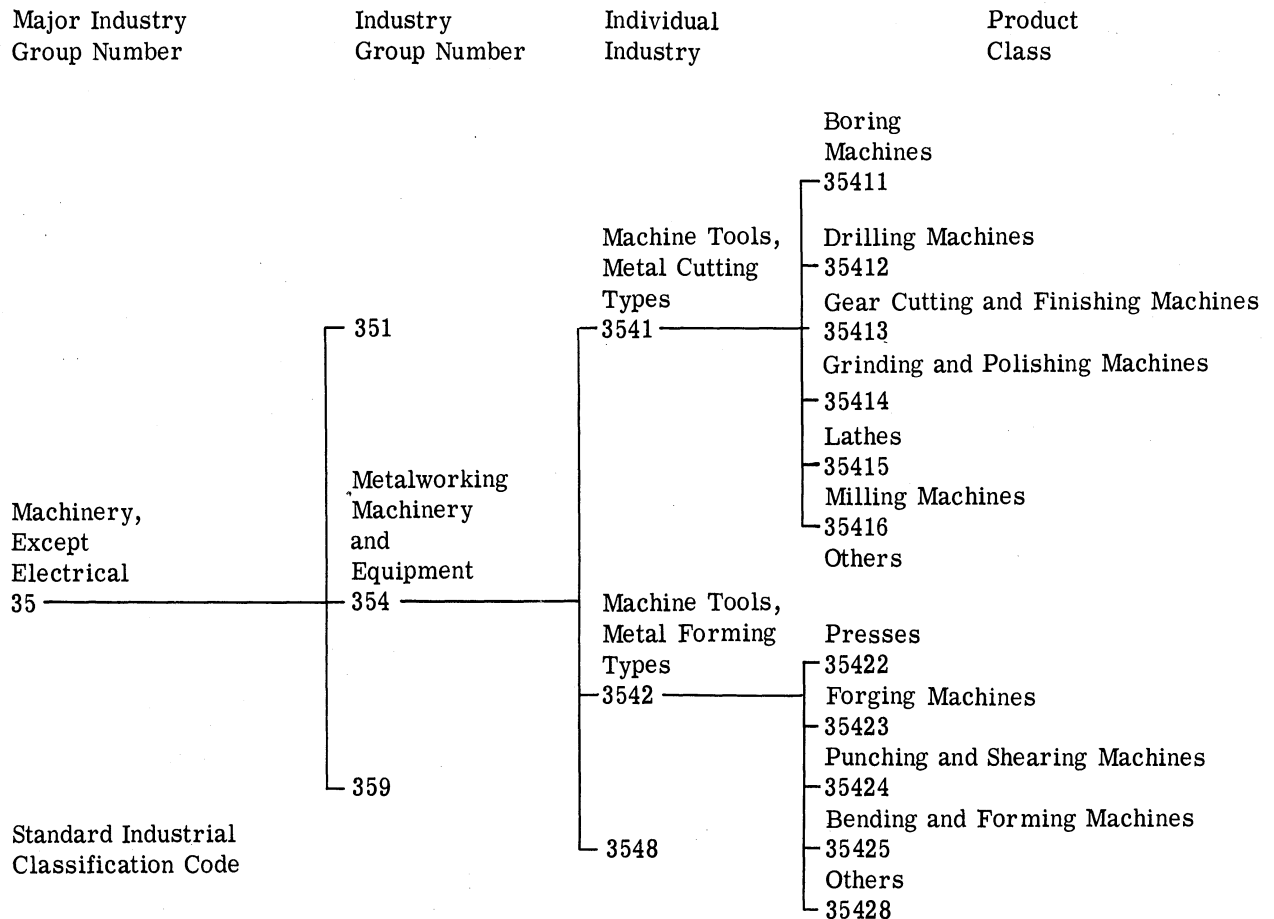 Major Industry
Group Number
Industry
Group Number
Individual
Industry
Product
Class
Boring
Machines
35411
Machine Tools,
Metal Cutting
Types
3541
Drilling Machines
35412
Gear Cutting and Finishing Machines
35413
Grinding and Polishing Machines
35414
Lathes
35415
Milling Machines
35416
Others
351
Metalworking
Machinery
and
Equipment
354
Machinery,
Except
Electrical
35
Machine Tools,
Metal Forming
Types
3542
Presses
35422
Forging Machines
35423
Punching and Shearing Machines
35424
Bending and Forming Machines
35425
Others
35428
359
3548
Standard Industrial
Classification Code